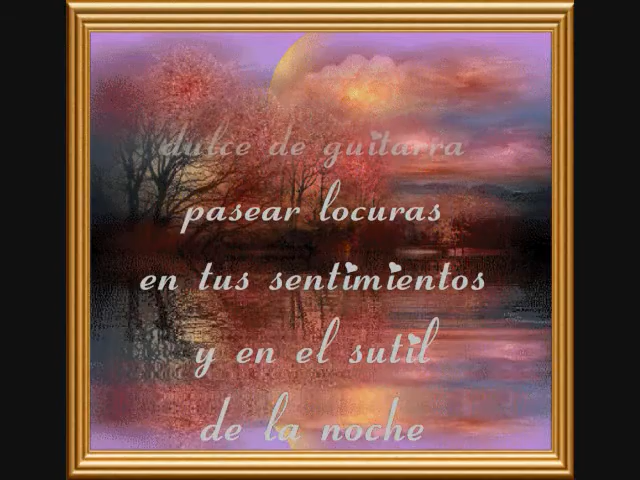 dulce de guitarra
pasear locuras
en tus sentimientos
y en el sutil
de la noche